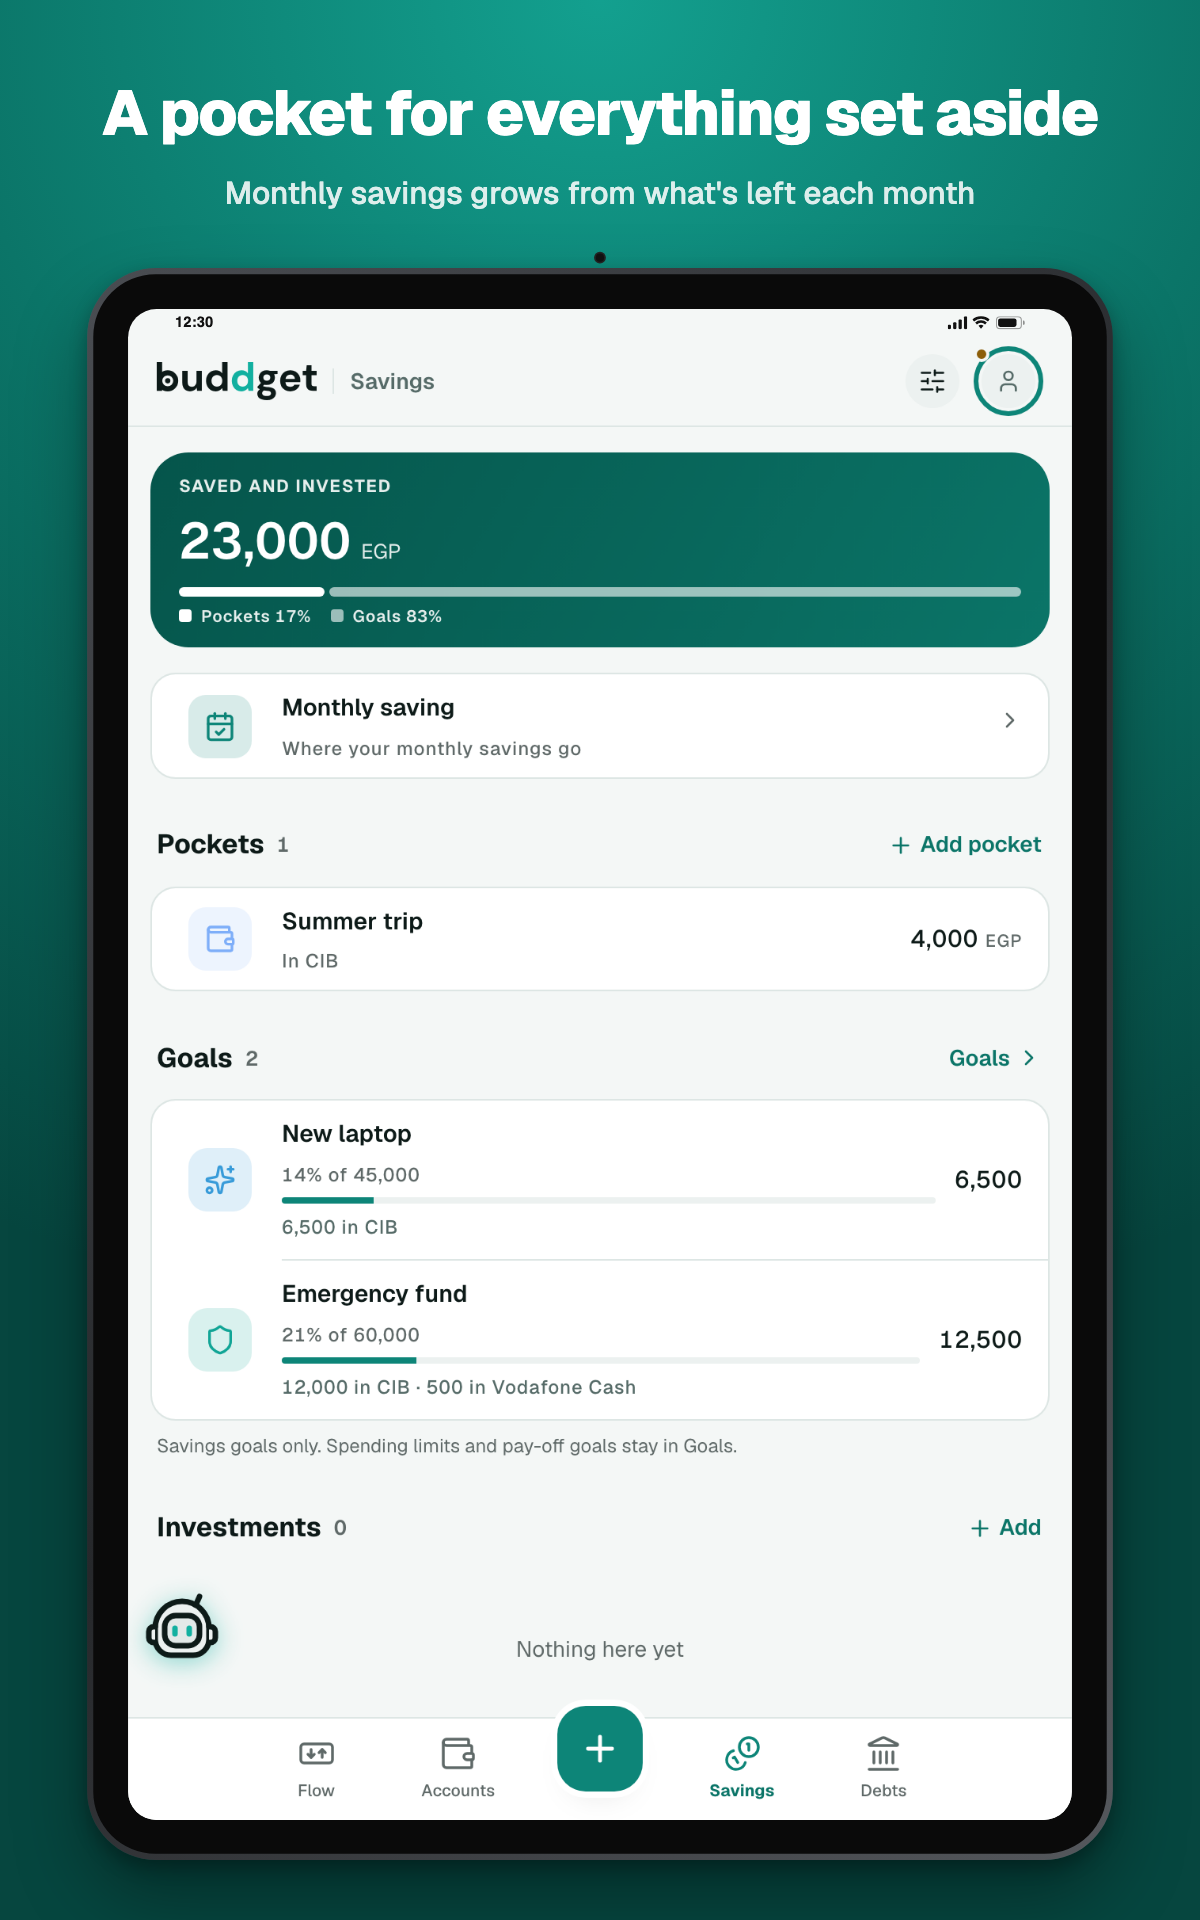 A pocket for everything set aside
Monthly savings grows from what's left each month
12:30
buddget Savings
SAVED AND INVESTED
23,000 EGP
Pockets 17% Goals 83%
Monthly saving
Where your monthly savings go
Pockets 1 + Add pocket
Summer trip
In CIB
4,000 EGP
Goals 2 Goals >
New laptop
14% of 45,000
6,500
6,500 in CIB
Emergency fund
21% of 60,000
12,500
12,000 in CIB · 500 in Vodafone Cash
Savings goals only. Spending limits and pay-off goals stay in Goals.
Investments 0 + Add
Nothing here yet
Flow Accounts + Savings Debts